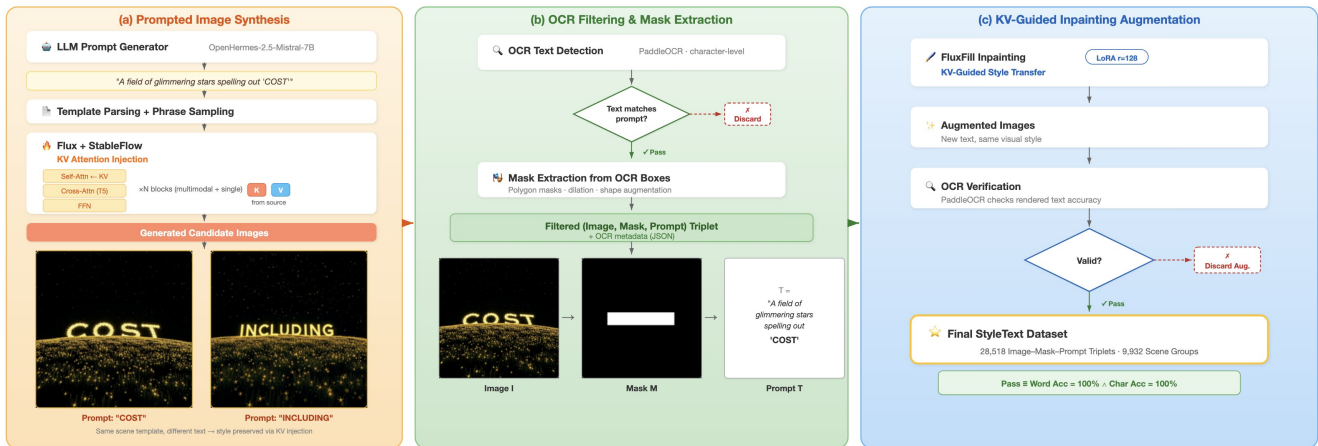 (a) Prompted Image Synthesis
LLM Prompt Generator OpenHermes-2.5-Mistral-7B
"A field of glimmering stars spelling out 'COST'"
Template Parsing + Phrase Sampling
Flux + StableFlow
KV Attention Injection
Self-Attn ← KV
Cross-Attn (T5)
FFN
×N blocks (multimodal + single) K V
from source
Generated Candidate Images
COST
INCLUDING
Prompt: "COST" Prompt: "INCLUDING"
Same scene template, different text → style preserved via KV injection
(b) OCR Filtering & Mask Extraction
OCR Text Detection PaddleOCR · character-level
Text matches
prompt?
✗
Discard
✓ Pass
Mask Extraction from OCR Boxes
Polygon masks · dilation · shape augmentation
Filtered (Image, Mask, Prompt) Triplet
+ OCR metadata (JSON)
COST
T =
"A field of
glimmering stars
spelling out
'COST'
Image I Mask M Prompt T
(c) KV-Guided Inpainting Augmentation
FluxFill Inpainting LoRA r=128
KV-Guided Style Transfer
Augmented Images
New text, same visual style
OCR Verification
PaddleOCR checks rendered text accuracy
Valid?
✗
Discard Aug.
✓ Pass
Final StyleText Dataset
28,518 Image–Mask–Prompt Triplets · 9,932 Scene Groups
Pass ≡ Word Acc = 100% ∧ Char Acc = 100%